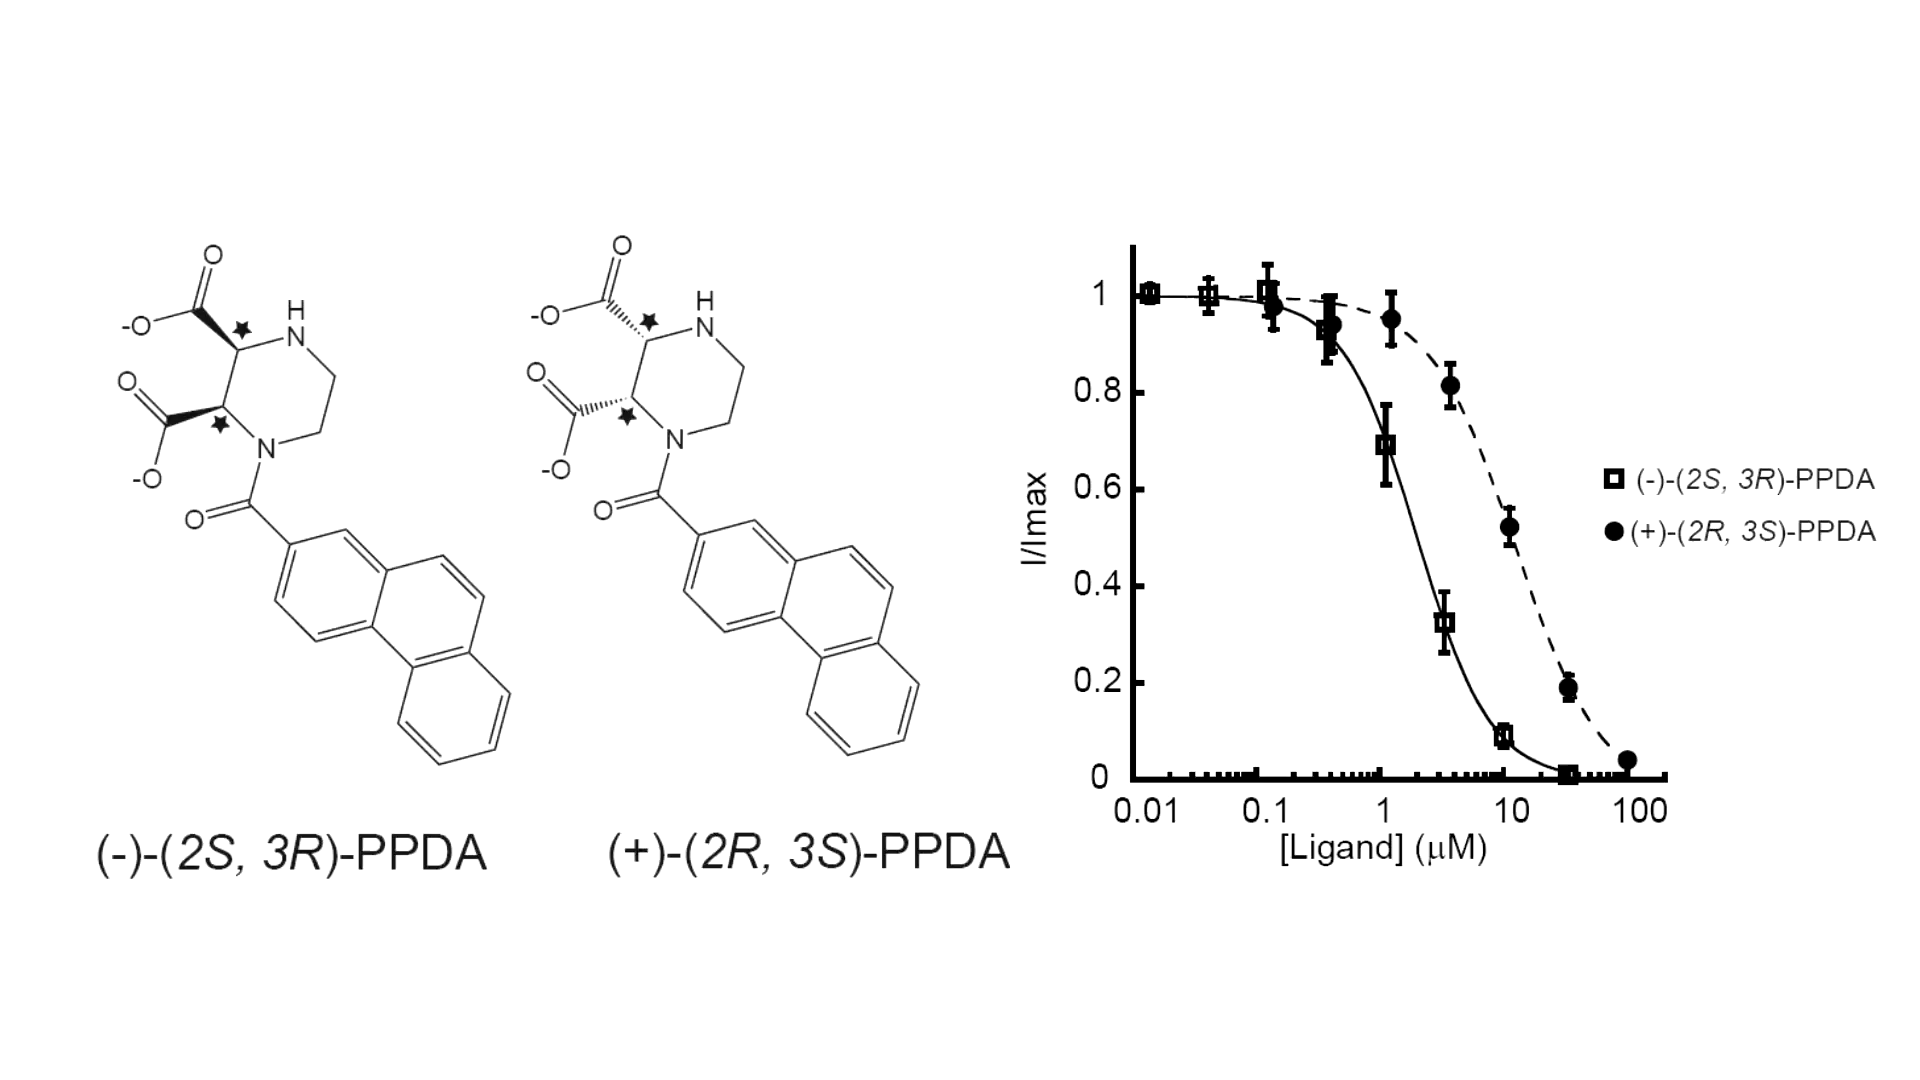 O
H
N
-O
O
N
-O
O
(-)-(2S, 3R)-PPDA
O
H
N
-O
O
N
-O
O
(+)-(2R, 3S)-PPDA
I/Imax
1
0.8
0.6
0.4
0.2
0
0.01 0.1 1 10 100
[Ligand] (μM)
(-)-(2S, 3R)-PPDA
(+)-(2R, 3S)-PPDA